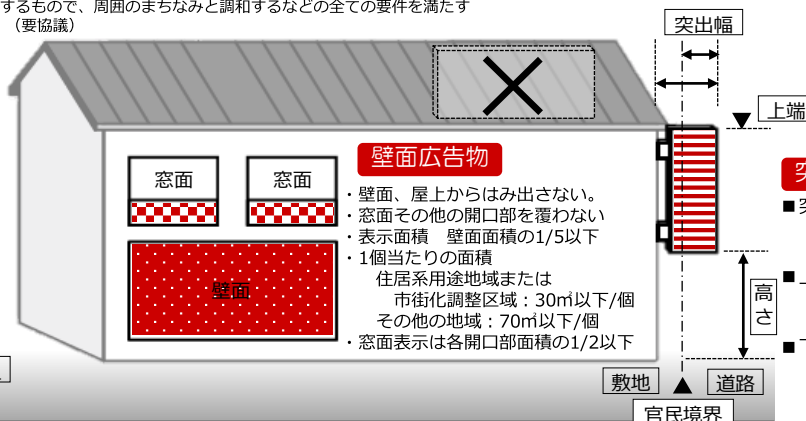 するもので、周囲のまちなみと調和するなどの全ての要件を満たす
（要協議）
突出幅
上端
壁面広告物
窓面
窓面
・壁面、屋上からはみ出さない。
・窓面その他の開口部を覆わない
・表示面積　壁面面積の1/5以下
・1個当たりの面積
住居系用途地域または
市街化調整区域：30㎡以下/個
その他の地域：70㎡以下/個
・窓面表示は各開口部面積の1/2以下
壁面
■突
高さ
敷地
道路
官民境界